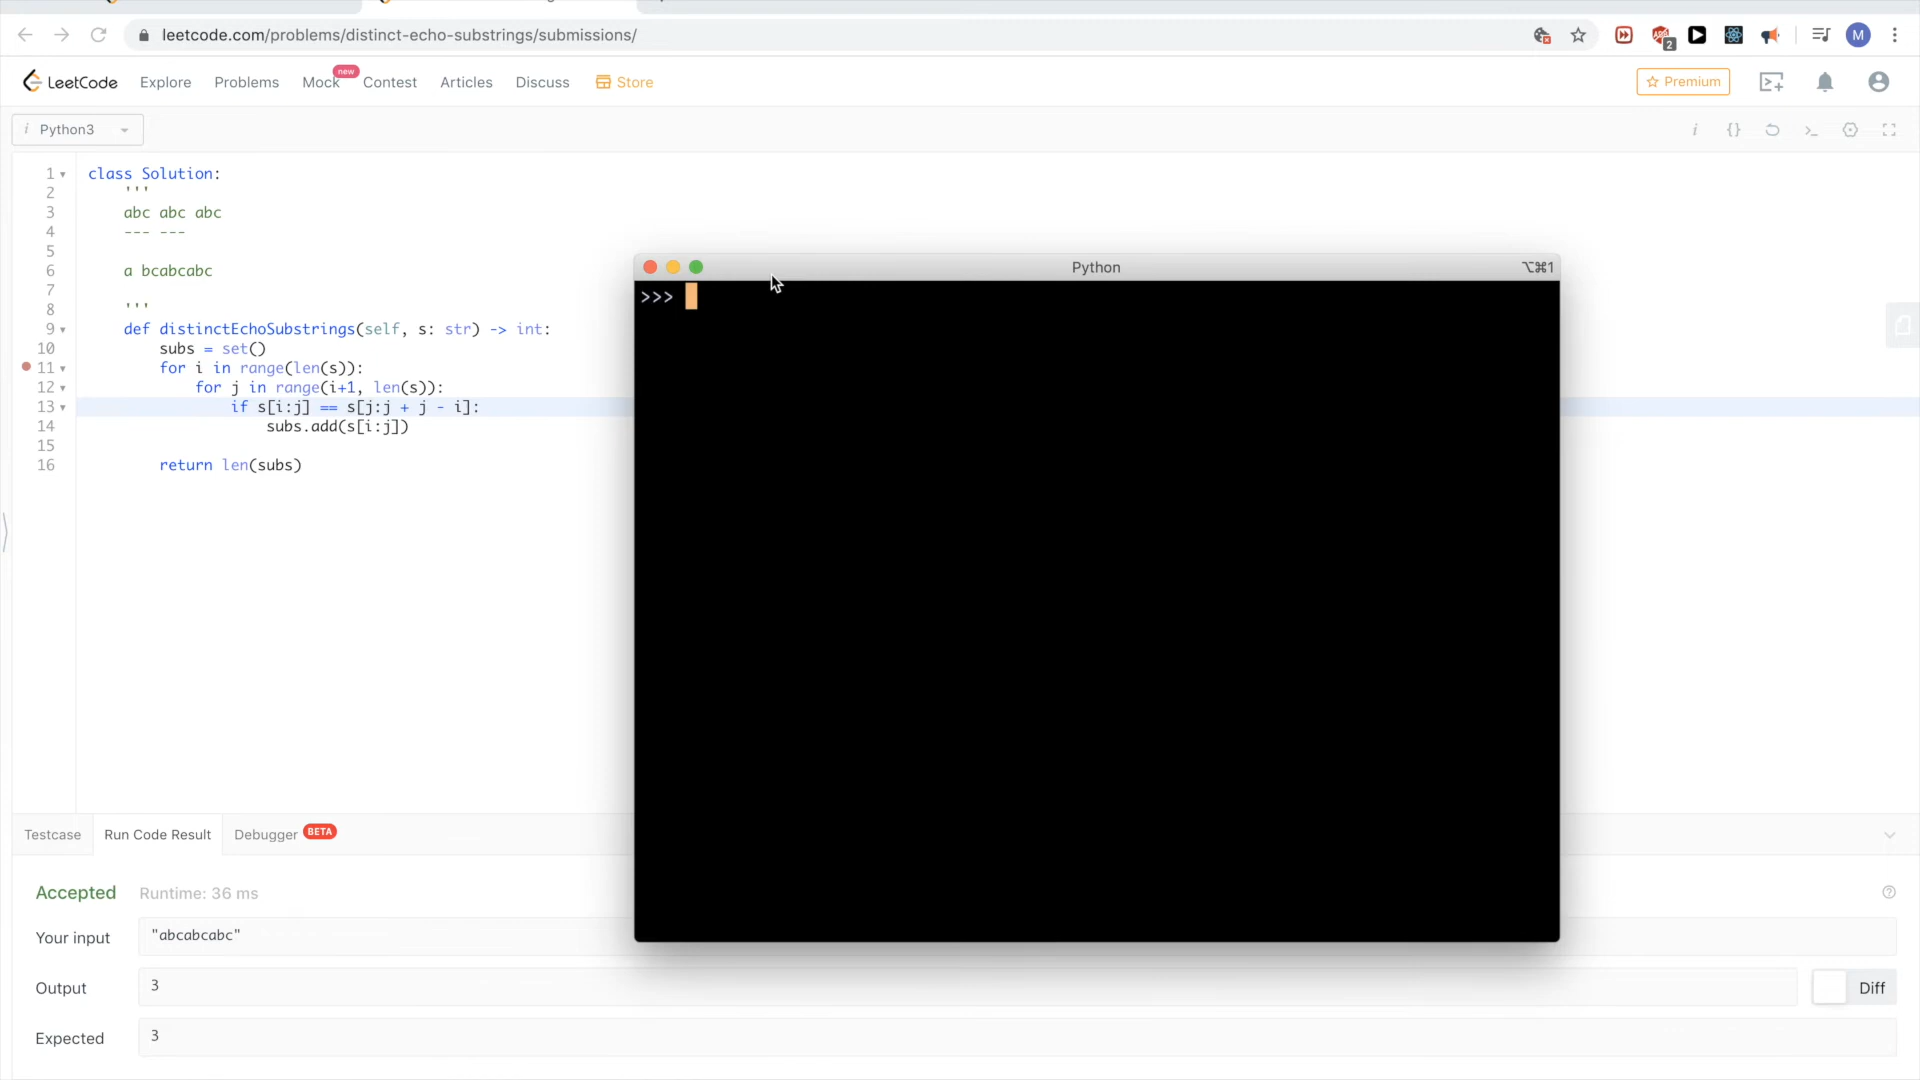 leetcode.com/problems/distinct-echo-substrings/submissions/
2
M
LeetCode Explore Problems Mock new Contest Articles Discuss Store Premium
i Python3
i {} >_
1 class Solution:
2 '''
3 abc abc abc
4 --- ---
5
6 a bcabcabc
7
8 '''
9 def distinctEchoSubstrings(self, s: str) -> int:
10 subs = set()
11 for i in range(len(s)):
12 for j in range(i+1, len(s)):
13 if s[i:j] == s[j:j + j - i]:
14 subs.add(s[i:j])
15
16 return len(subs)
Python ⌥⌘1
>>>
Testcase Run Code Result Debugger BETA
Accepted Runtime: 36 ms
Your input "abcabcabc"
Output 3 Diff
Expected 3